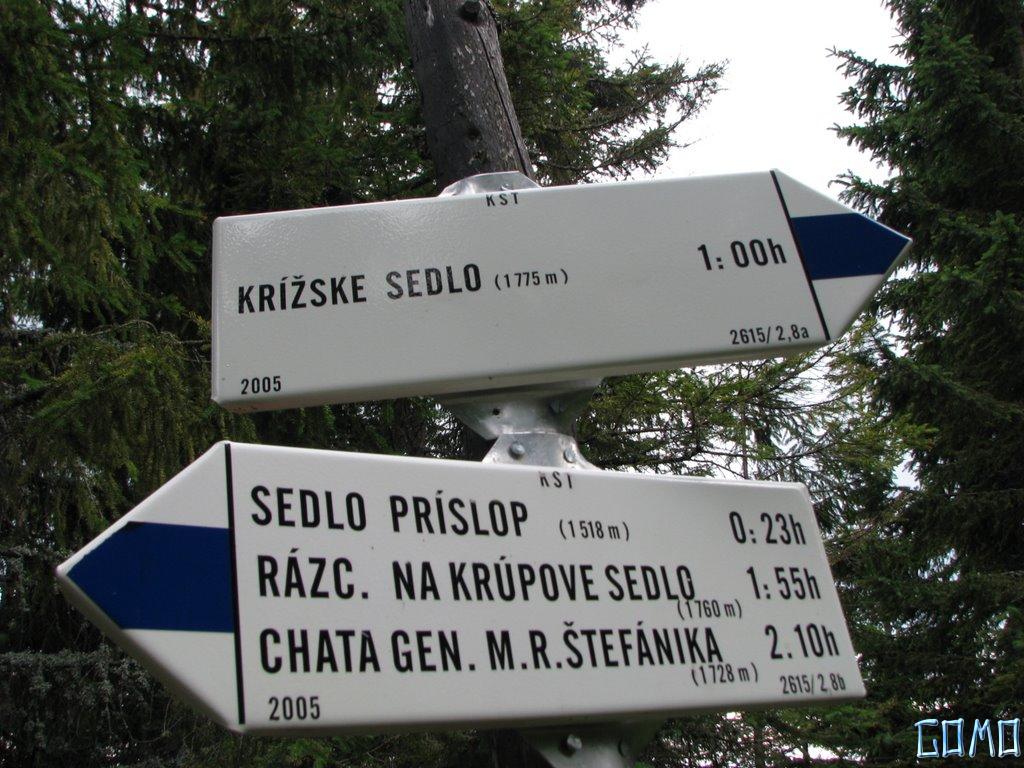 KST
KRÍŽSKE SEDLO (1775 m) 1:00h
2615/2,8a
2005
KST
SEDLO PRÍSLOP (1518 m) 0:23h
RÁZC. NA KRÚPOVE SEDLO (1760 m) 1:55h
CHATA GEN. M.R.ŠTEFÁNIKA (1728 m) 2.10h
2005 2615/2,8b
GOMO